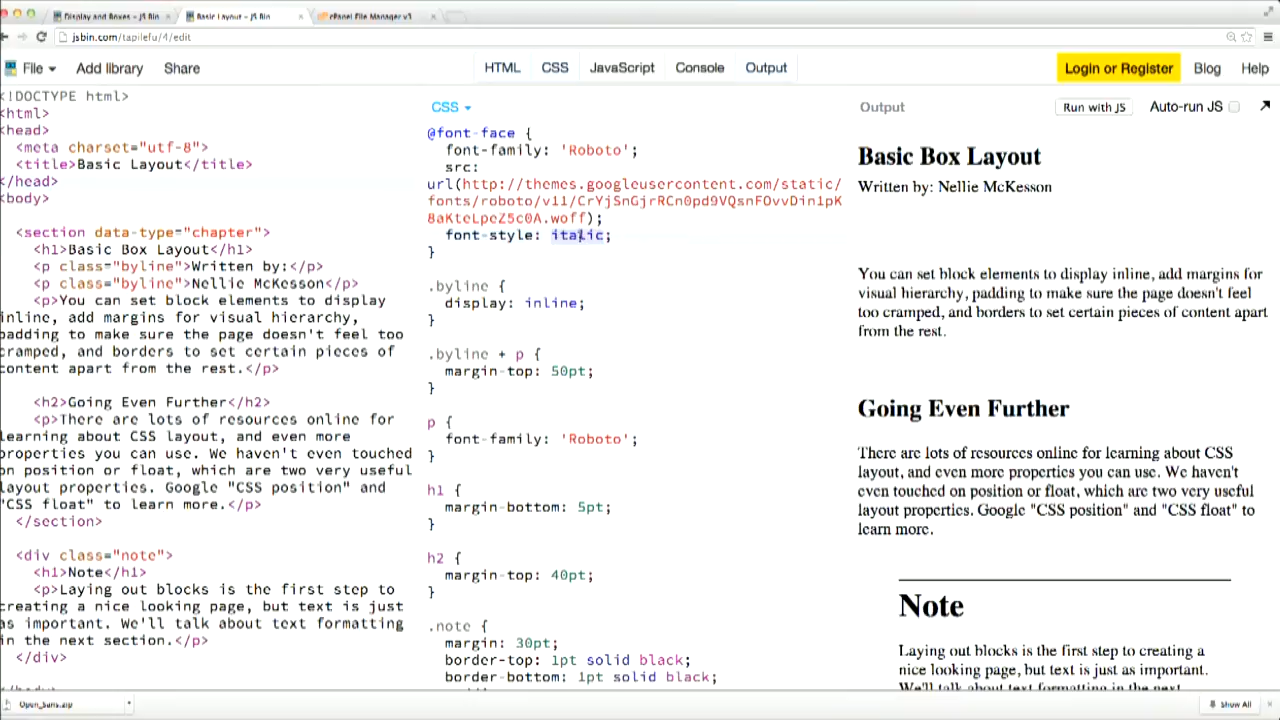 Display and Boxes - JS Bin
Basic Layout - JS Bin
cPanel File Manager v3
jsbin.com/tapilefu/4/edit
File
Add library
Share
HTML
CSS
JavaScript
Console
Output
Login or Register
Blog
Help
<!DOCTYPE html>
<html>
<head>
<meta charset="utf-8">
<title>Basic Layout</title>
</head>
<body>
<section data-type="chapter">
<h1>Basic Box Layout</h1>
<p class="byline">Written by:</p>
<p class="byline">Nellie McKesson</p>
<p>You can set block elements to display
inline, add margins for visual hierarchy,
padding to make sure the page doesn't feel
cramped, and borders to set certain pieces of
content apart from the rest.</p>
<h2>Going Even Further</h2>
<p>There are lots of resources online for
learning about CSS layout, and even more
properties you can use. We haven't even touched
on position or float, which are two very useful
layout properties. Google "CSS position" and
"CSS float" to learn more.</p>
</section>
<div class="note">
<h1>Note</h1>
<p>Laying out blocks is the first step to
creating a nice looking page, but text is just
as important. We'll talk about text formatting
in the next section.</p>
</div>
CSS
@font-face {
font-family: 'Roboto';
src:
url(http://themes.googleusercontent.com/static/
font-style: italic;
}
.byline {
display: inline;
}
.byline + p {
margin-top: 50pt;
}
p {
font-family: 'Roboto';
}
h1 {
margin-bottom: 5pt;
}
h2 {
margin-top: 40pt;
}
.note {
margin: 30pt;
border-top: 1pt solid black;
border-bottom: 1pt solid black;
Output
Run with JS
Auto-run JS
Basic Box Layout
Written by: Nellie McKesson
You can set block elements to display inline, add margins for
visual hierarchy, padding to make sure the page doesn't feel
too cramped, and borders to set certain pieces of content apart
from the rest.
Going Even Further
There are lots of resources online for learning about CSS
layout, and even more properties you can use. We haven't
even touched on position or float, which are two very useful
layout properties. Google "CSS position" and "CSS float" to
learn more.
Note
Laying out blocks is the first step to creating a
nice looking page, but text is just as important.
We'll talk about text formatting in the next
Open_Sans.zip
Show All